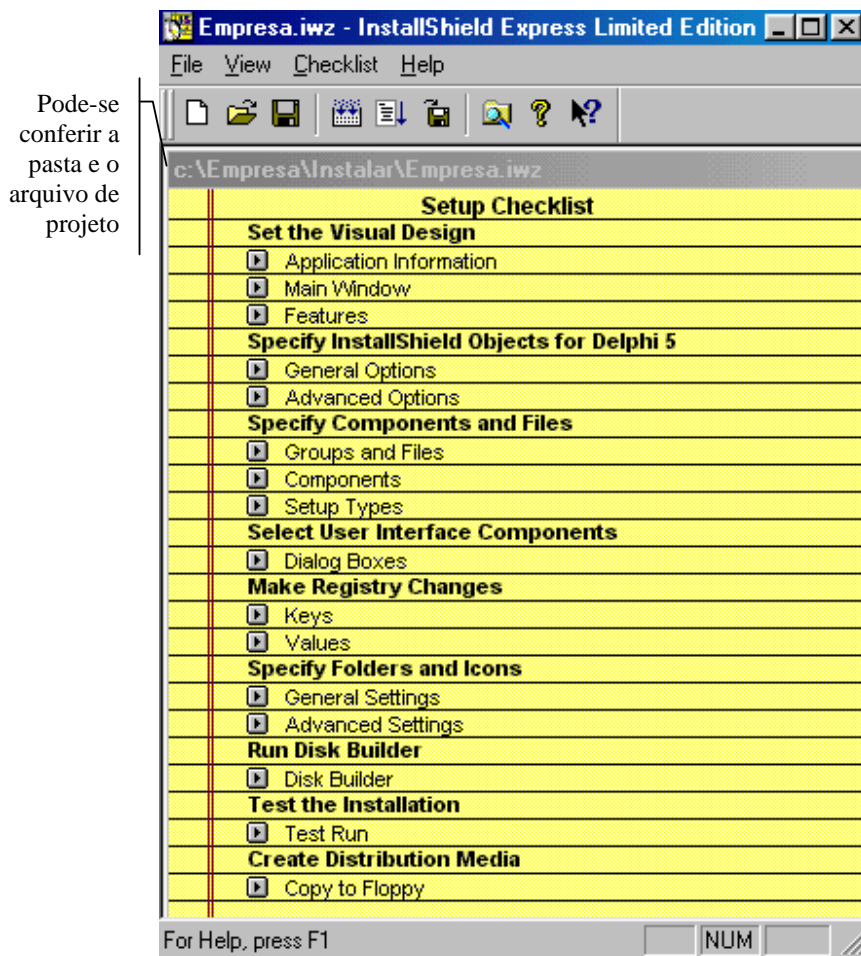 Empresa.iwz - InstallShield Express Limited Edition
File View Checklist Help
Pode-se
conferir a
pasta e o
arquivo de
projeto
c:\Empresa\Instalar\Empresa.iwz
Setup Checklist
Set the Visual Design
Application Information
Main Window
Features
Specify InstallShield Objects for Delphi 5
General Options
Advanced Options
Specify Components and Files
Groups and Files
Components
Setup Types
Select User Interface Components
Dialog Boxes
Make Registry Changes
Keys
Values
Specify Folders and Icons
General Settings
Advanced Settings
Run Disk Builder
Disk Builder
Test the Installation
Test Run
Create Distribution Media
Copy to Floppy
For Help, press F1
NUM